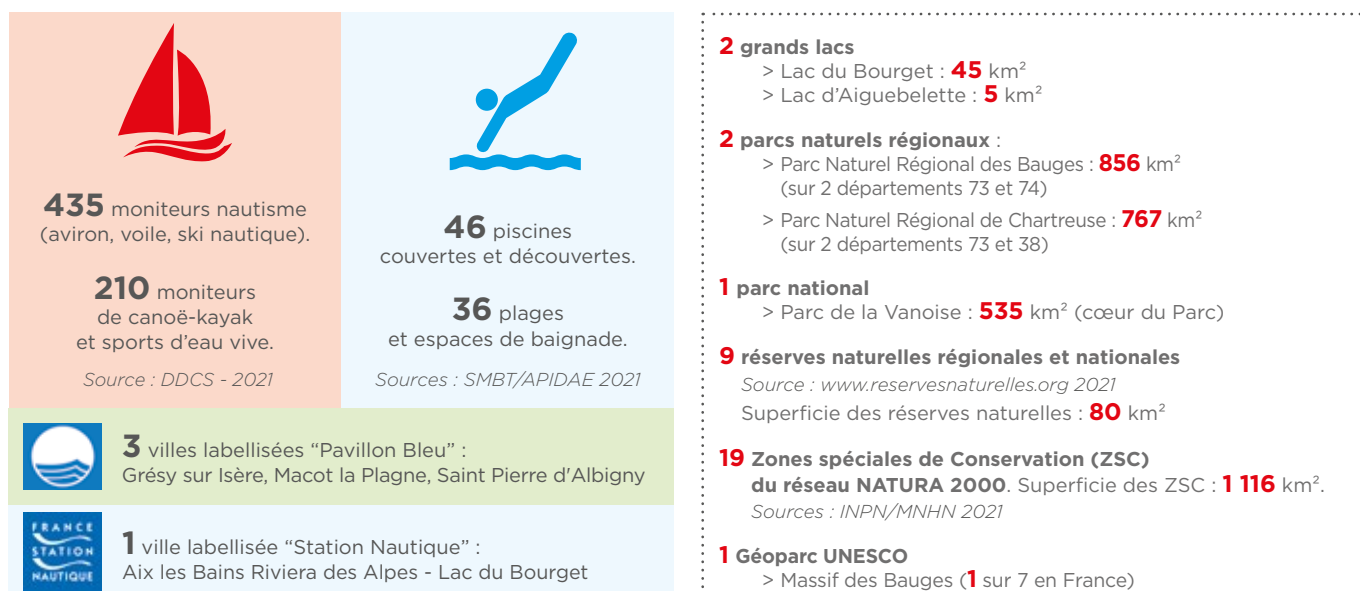 435 moniteurs nautisme
(aviron, voile, ski nautique).
210 moniteurs
de canoë-kayak
et sports d'eau vive.
Source : DDCS - 2021
46 piscines
couvertes et découvertes.
36 plages
et espaces de baignade.
Sources : SMBT/APIDAE 2021
3 villes labellisées “Pavillon Bleu” :
Grésy sur Isère, Macot la Plagne, Saint Pierre d'Albigny
FRANCE
STATION
NAUTIQUE
1 ville labellisée “Station Nautique” :
Aix les Bains Riviera des Alpes - Lac du Bourget
2 grands lacs
> Lac du Bourget : 45 km²
> Lac d’Aiguebelette : 5 km²
2 parcs naturels régionaux :
> Parc Naturel Régional des Bauges : 856 km²
(sur 2 départements 73 et 74)
> Parc Naturel Régional de Chartreuse : 767 km²
(sur 2 départements 73 et 38)
1 parc national
> Parc de la Vanoise : 535 km² (cœur du Parc)
9 réserves naturelles régionales et nationales
Source : www.reservesnaturelles.org 2021
Superficie des réserves naturelles : 80 km²
19 Zones spéciales de Conservation (ZSC)
du réseau NATURA 2000. Superficie des ZSC : 1 116 km².
Sources : INPN/MNHN 2021
1 Géoparc UNESCO
> Massif des Bauges (1 sur 7 en France)